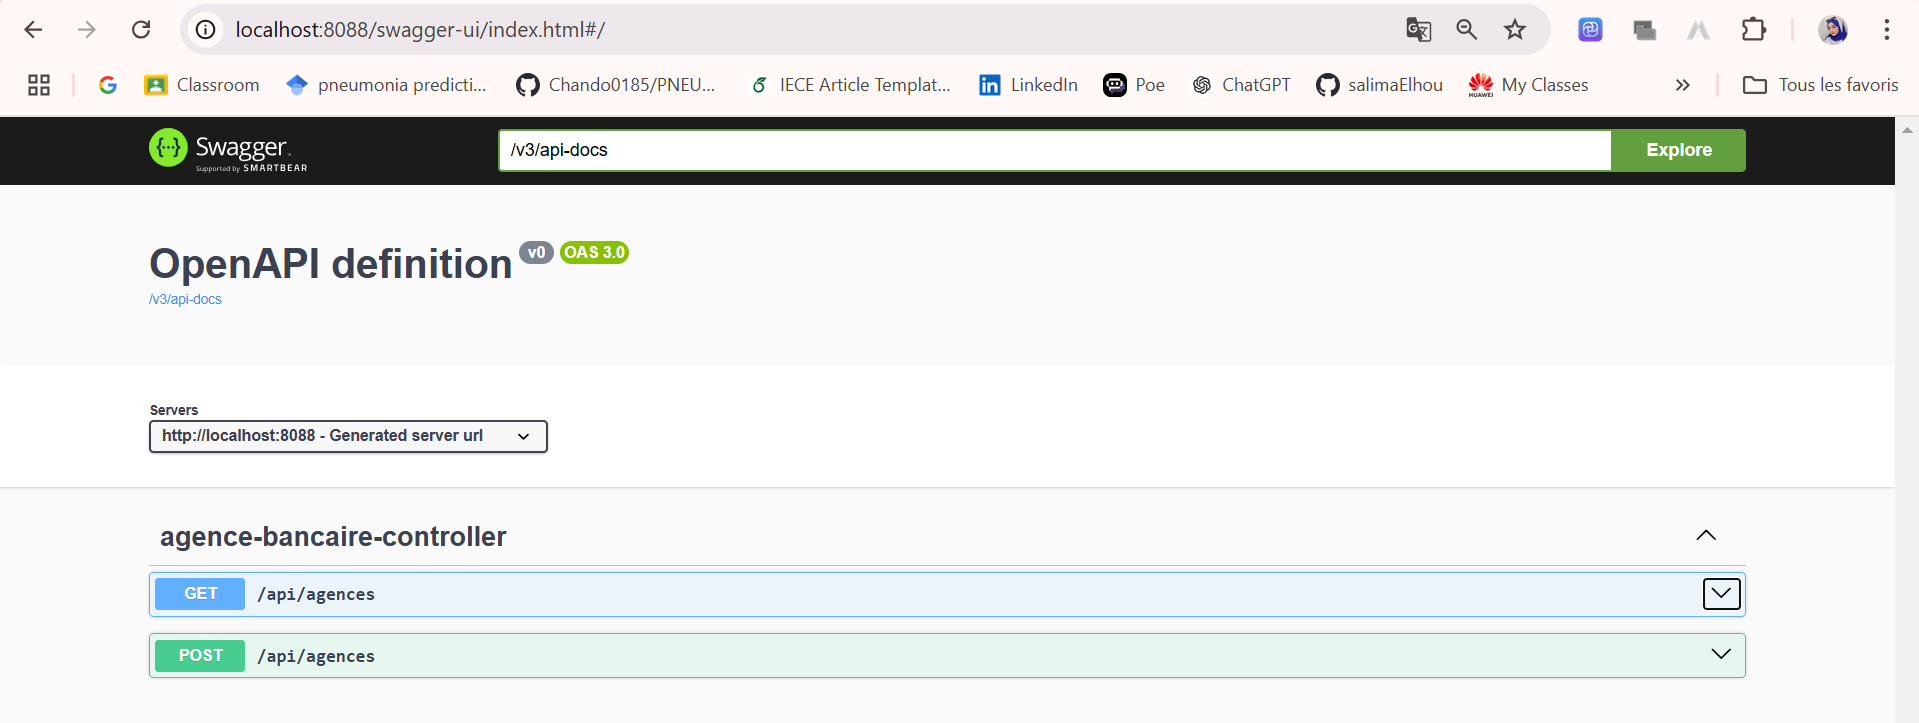 localhost:8088/swagger-ui/index.html#/
Classroom
pneumonia predicti...
Chando0185/PNEU...
IECE Article Templat...
LinkedIn
Poe
ChatGPT
salimaElhou
HUAWEI
My Classes
Tous les favoris
Swagger
Supported by SMARTBEAR
/v3/api-docs
Explore
OpenAPI definition v0 OAS 3.0
/v3/api-docs
Servers
http://localhost:8088 - Generated server url
agence-bancaire-controller
GET /api/agences
POST /api/agences